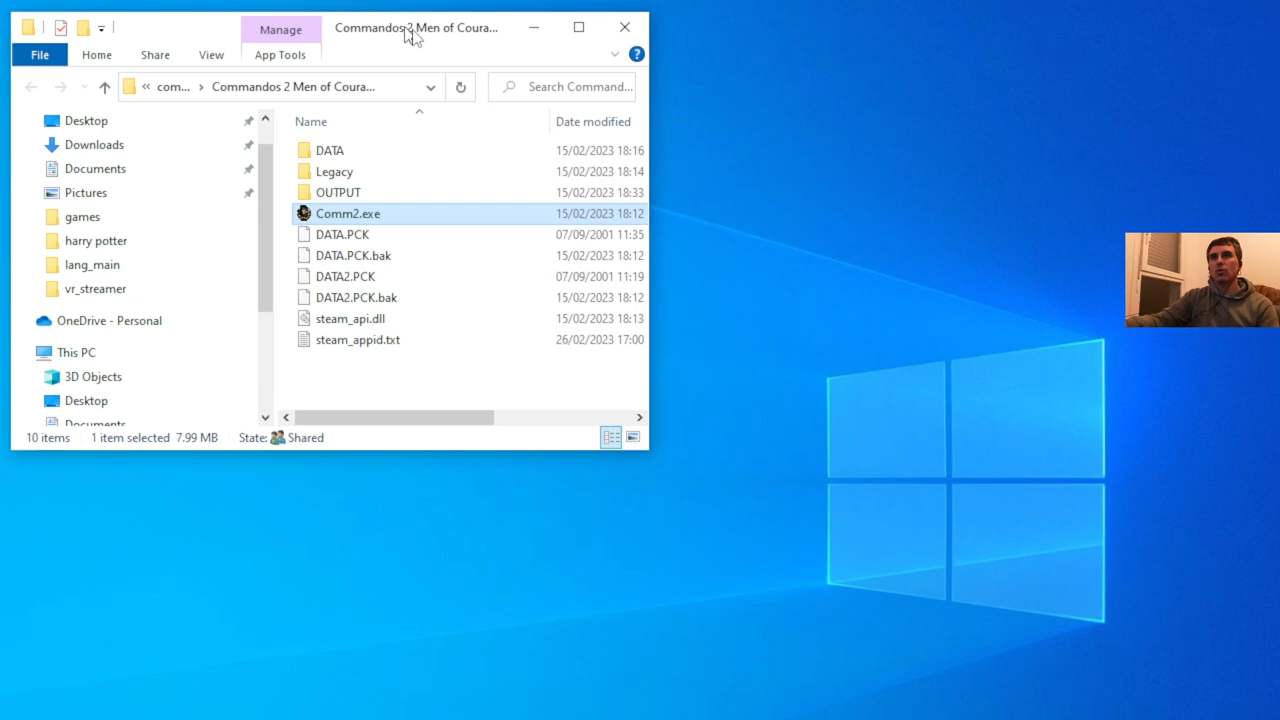 Manage
Commandos 2 Men of Coura...
File
Home
Share
View
App Tools
?
«  com...  ›  Commandos 2 Men of Coura...
Search Command...
Name
Date modified
Desktop
Downloads
Documents
Pictures
games
harry potter
lang_main
vr_streamer
OneDrive - Personal
This PC
3D Objects
Desktop
Documents
DATA 15/02/2023 18:16
Legacy 15/02/2023 18:14
OUTPUT 15/02/2023 18:33
Comm2.exe 15/02/2023 18:12
DATA.PCK 07/09/2001 11:35
DATA.PCK.bak 15/02/2023 18:12
DATA2.PCK 07/09/2001 11:19
DATA2.PCK.bak 15/02/2023 18:12
steam_api.dll 15/02/2023 18:13
steam_appid.txt 26/02/2023 17:00
10 items 1 item selected 7.99 MB State: Shared